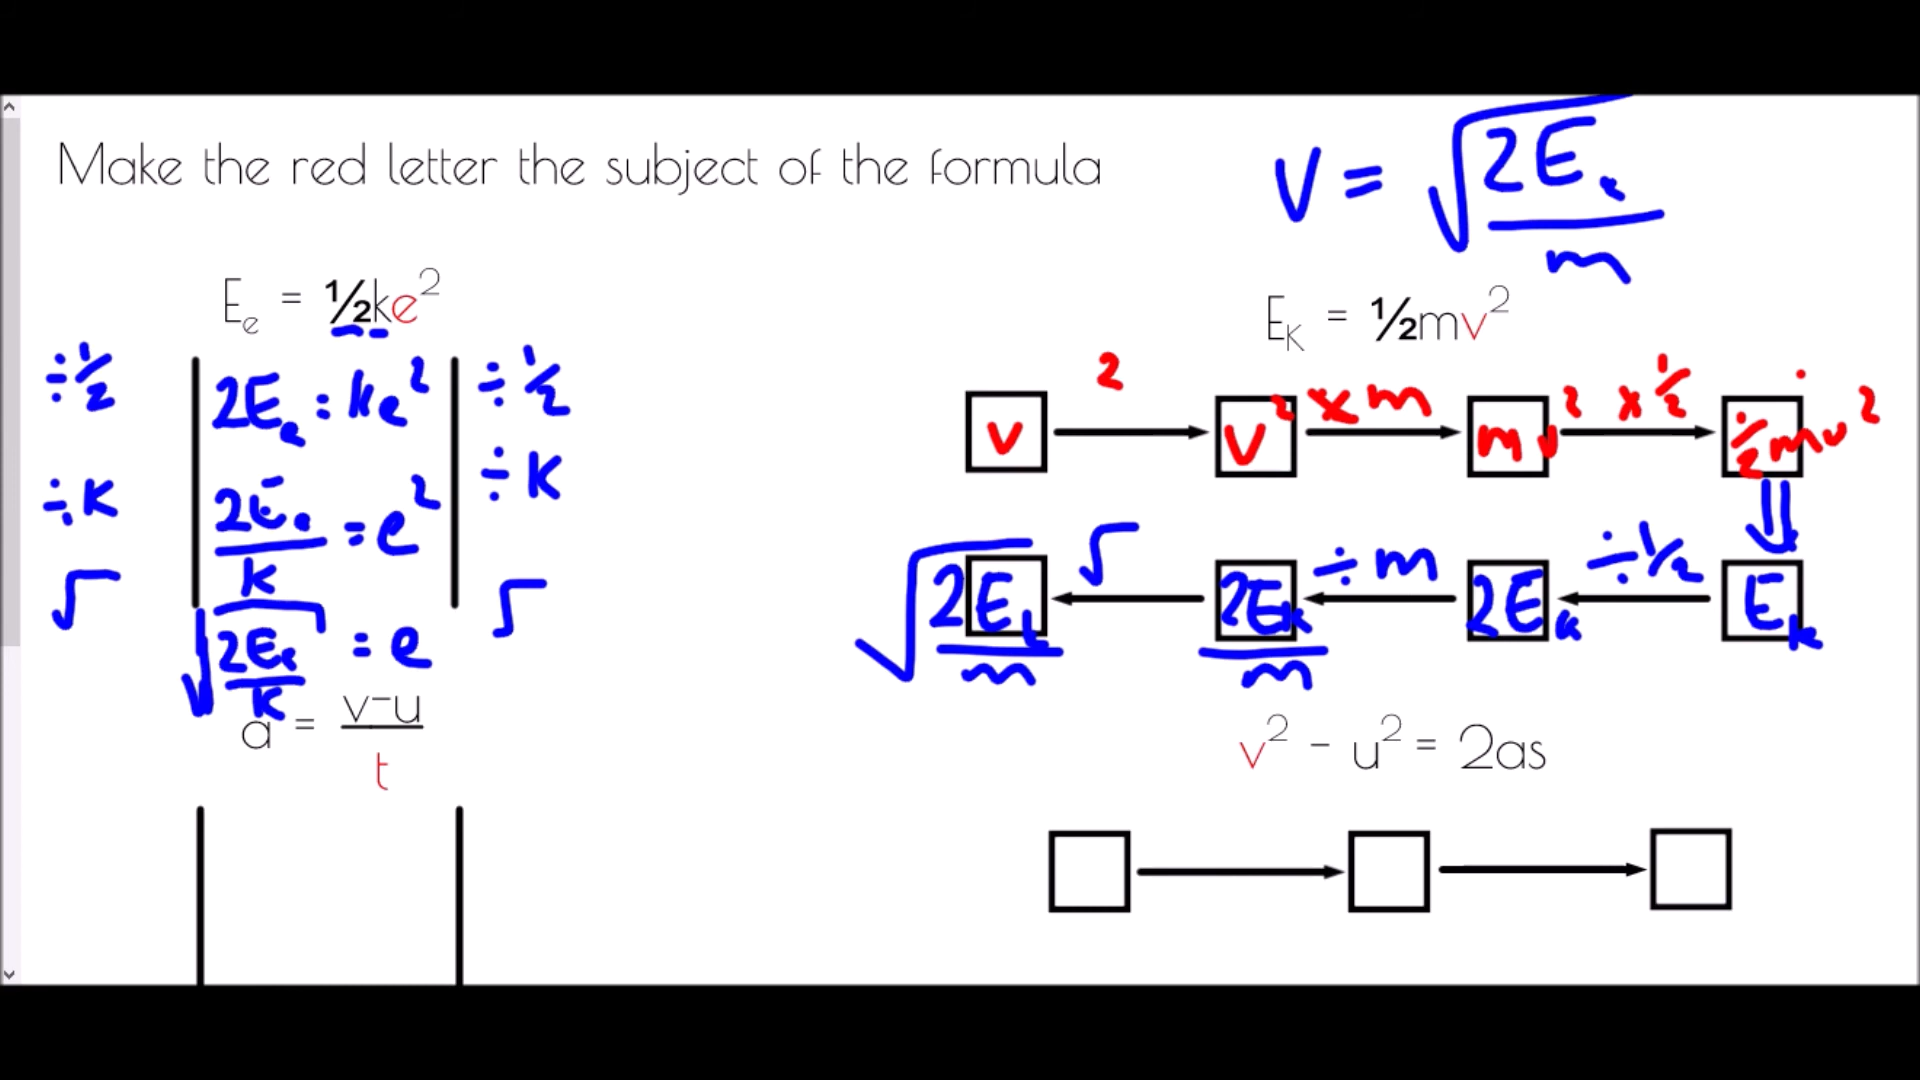 Make the red letter the subject of the formula
V = √(2Eₖ/m)
Eₑ = ½ke²
÷½ 2Eₑ = ke² ÷½
÷k 2Eₑ/k = e² ÷k
√ √(2Eₑ/k) = e √
a = v-u/t
E_K = ½mv²
v ² v² ×m mv² ×½ ½mv²
√(2Eₖ/m) √ 2Eₖ/m ÷m 2Eₖ ÷½ Eₖ
v² - u² = 2as